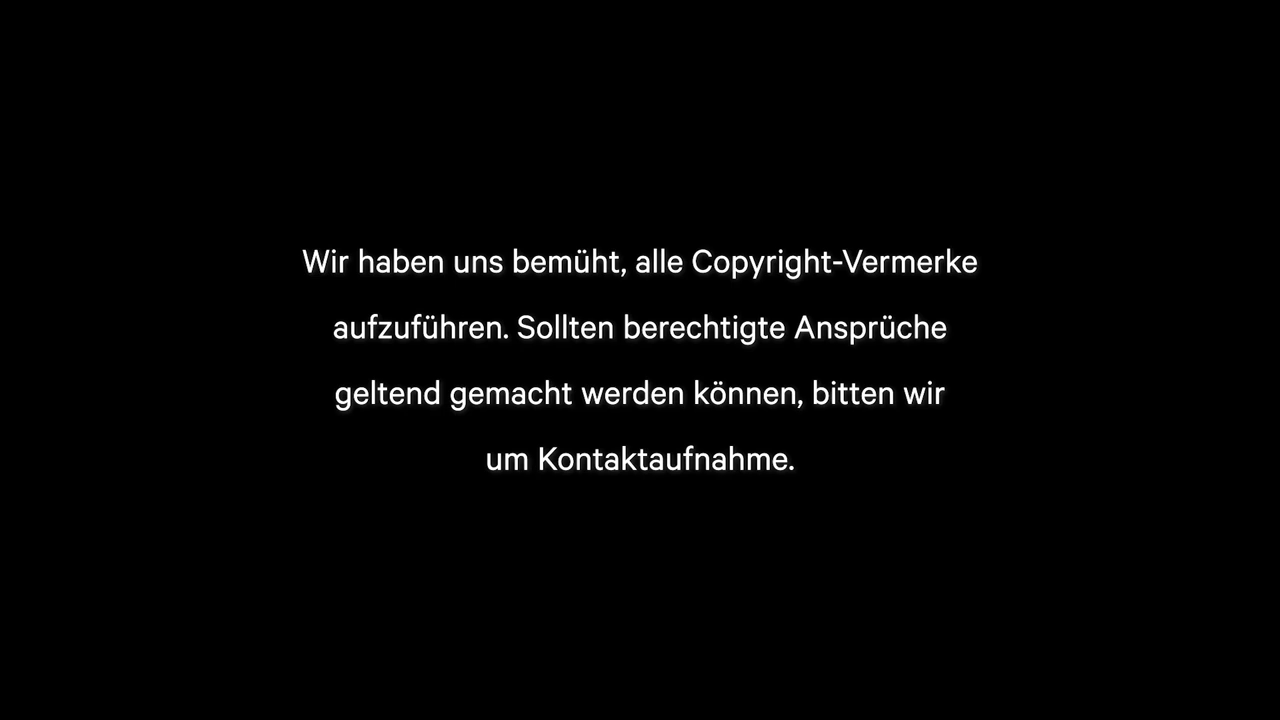 Wir haben uns bemüht, alle Copyright-Vermerke
aufzuführen. Sollten berechtigte Ansprüche
geltend gemacht werden können, bitten wir
um Kontaktaufnahme.